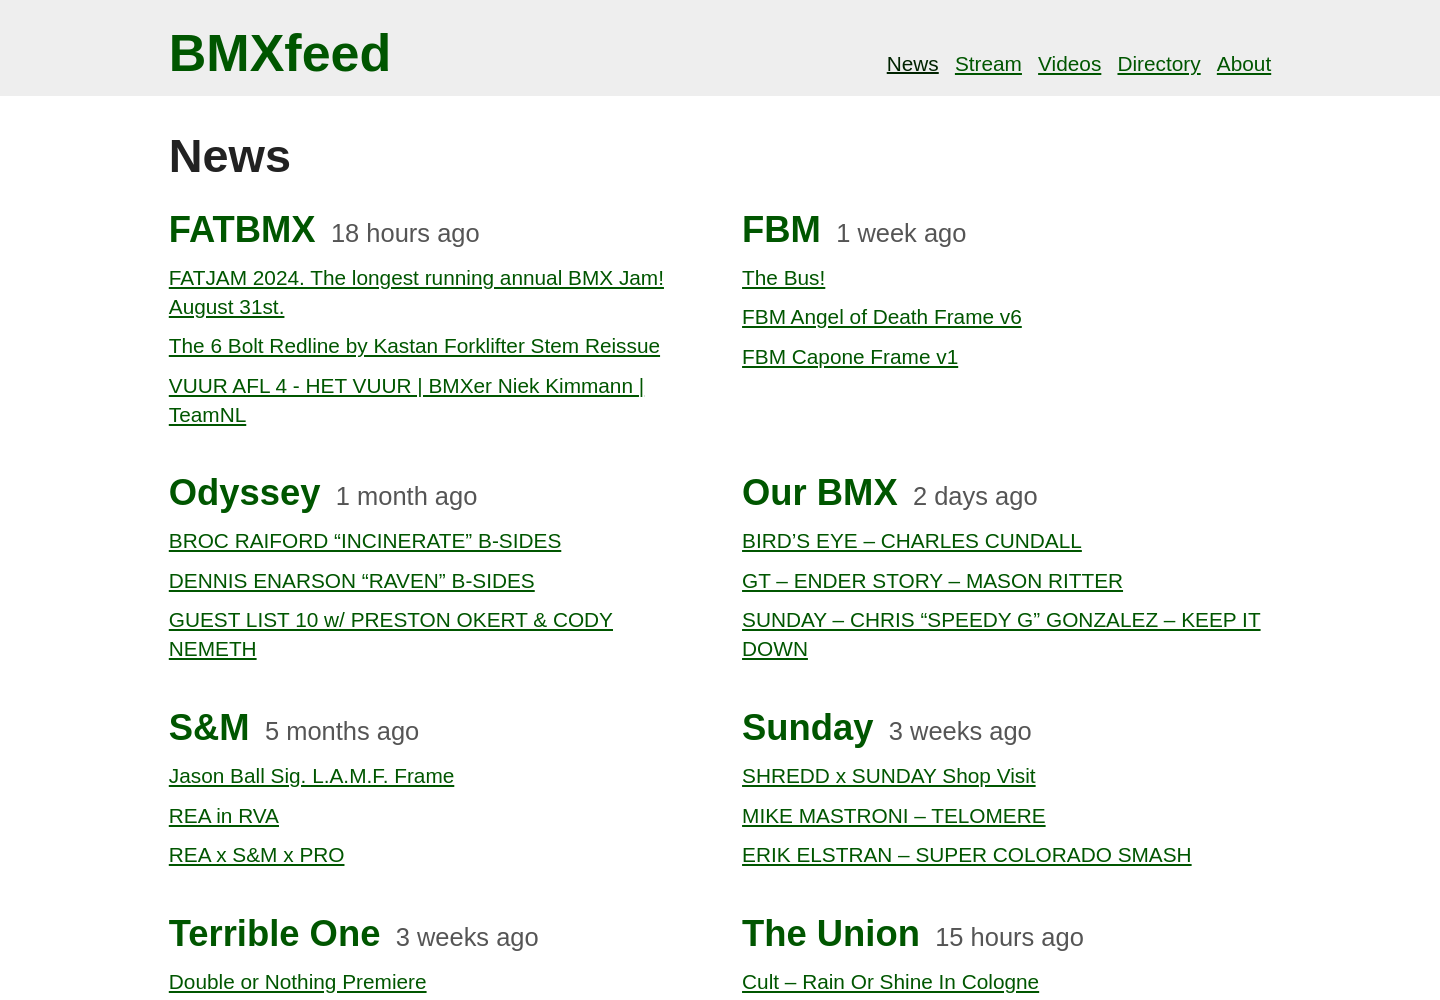 BMXfeed
News Stream Videos Directory About
News
FATBMX 18 hours ago
FATJAM 2024. The longest running annual BMX Jam!
August 31st.
The 6 Bolt Redline by Kastan Forklifter Stem Reissue
VUUR AFL 4 - HET VUUR | BMXer Niek Kimmann |
TeamNL
FBM 1 week ago
The Bus!
FBM Angel of Death Frame v6
FBM Capone Frame v1
Odyssey 1 month ago
BROC RAIFORD “INCINERATE” B-SIDES
DENNIS ENARSON “RAVEN” B-SIDES
GUEST LIST 10 w/ PRESTON OKERT & CODY
NEMETH
Our BMX 2 days ago
BIRD’S EYE – CHARLES CUNDALL
GT – ENDER STORY – MASON RITTER
SUNDAY – CHRIS “SPEEDY G” GONZALEZ – KEEP IT
DOWN
S&M 5 months ago
Jason Ball Sig. L.A.M.F. Frame
REA in RVA
REA x S&M x PRO
Sunday 3 weeks ago
SHREDD x SUNDAY Shop Visit
MIKE MASTRONI – TELOMERE
ERIK ELSTRAN – SUPER COLORADO SMASH
Terrible One 3 weeks ago
Double or Nothing Premiere
The Union 15 hours ago
Cult – Rain Or Shine In Cologne